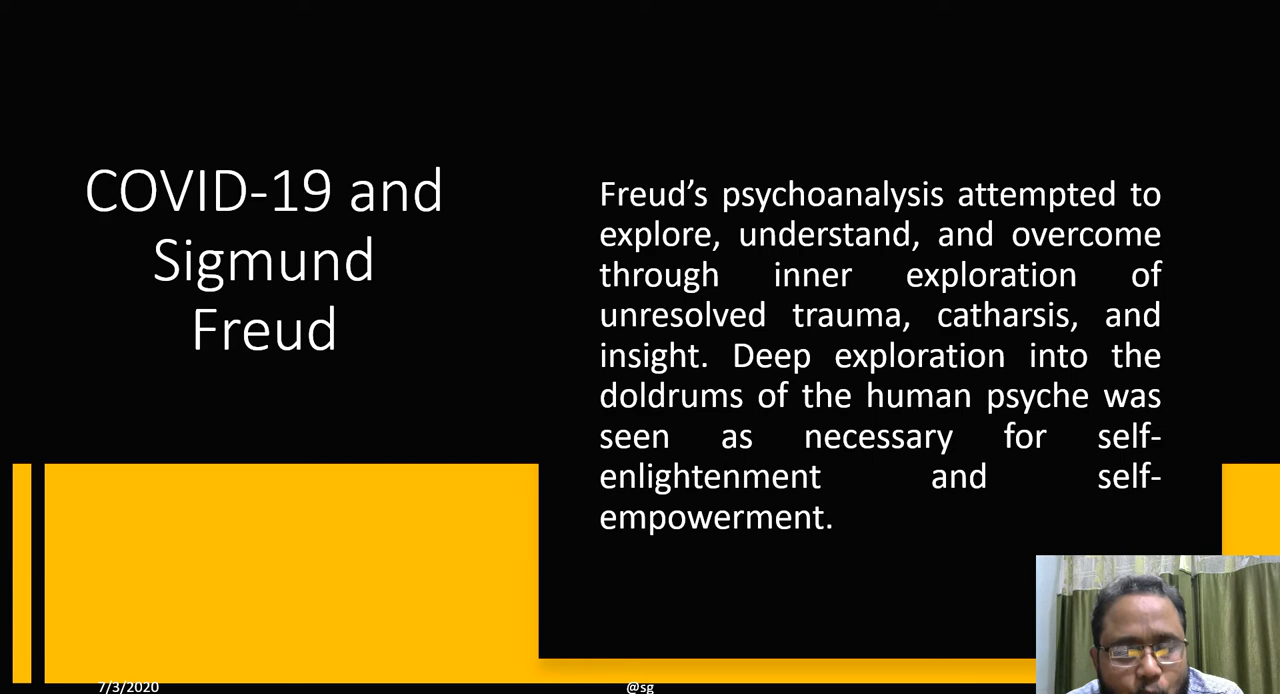 COVID-19 and
Sigmund
Freud
Freud’s psychoanalysis attempted to
explore, understand, and overcome
through inner exploration of
unresolved trauma, catharsis, and
insight. Deep exploration into the
doldrums of the human psyche was
seen as necessary for self-
enlightenment and self-
empowerment.
7/3/2020
@sg